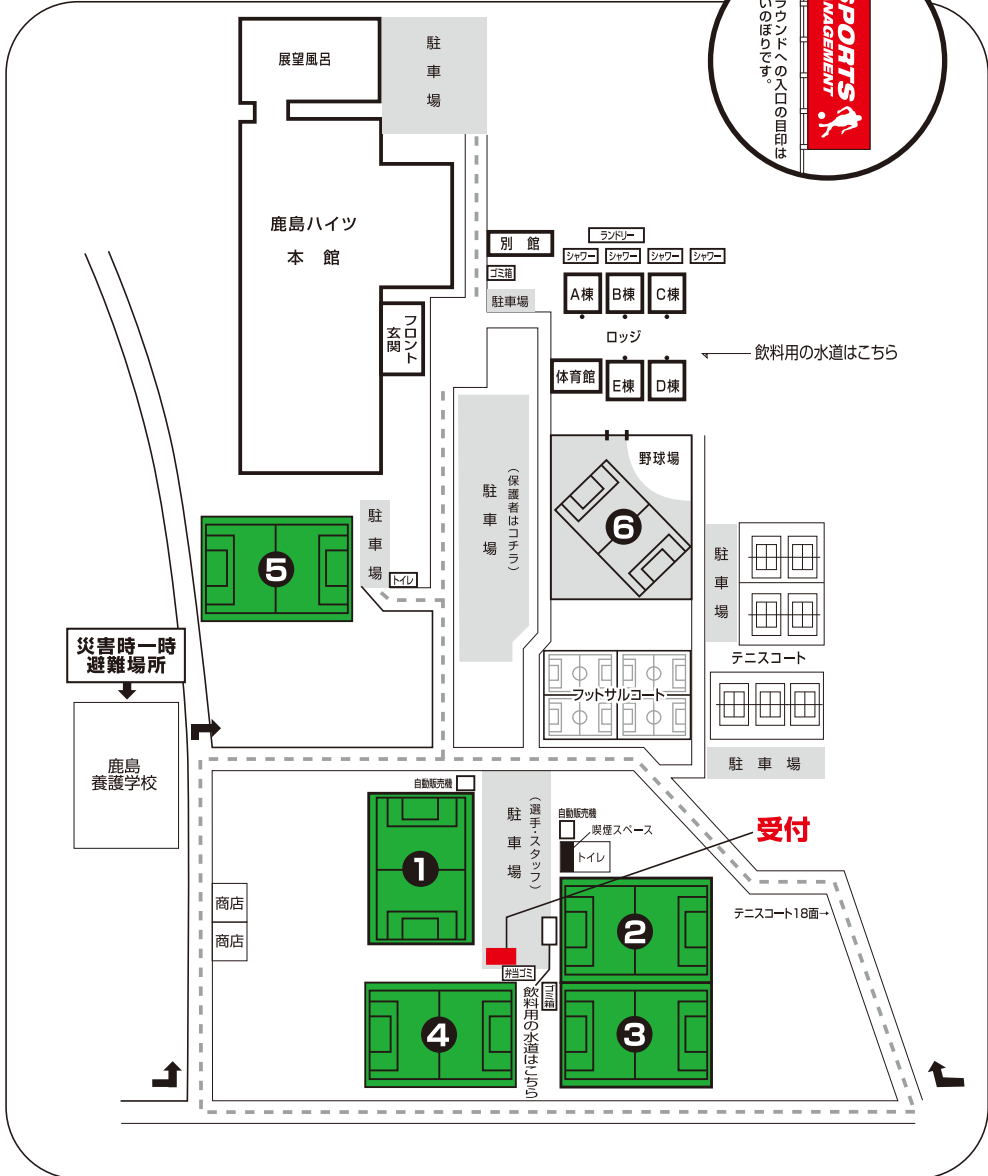 SPORTS
NAGEMENT
ラウンドへの入口の目印は
いのぼりです。
展望風呂
駐車場
鹿島ハイツ
本館
フロント
玄関
別館
ゴミ箱
駐車場
ランドリー
シャワー
シャワー
シャワー
シャワー
A棟
B棟
C棟
ロッジ
体育館
E棟
D棟
飲料用の水道はこちら
野球場
6
駐車場
(保護者はコチラ)
駐車場
トイレ
5
災害時一時
避難場所
鹿島
養護学校
駐車場
テニスコート
フットサルコート
駐車場
自動販売機
1
駐車場
(選手・スタッフ)
自動販売機
喫煙スペース
トイレ
受付
商店
商店
2
テニスコート18面→
弁当ゴミ
ゴミ箱
飲料用の水道はこちら
4
3